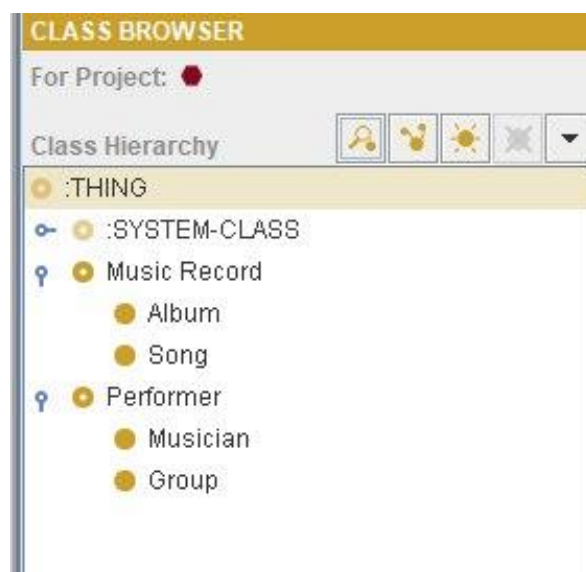 CLASS BROWSER
For Project:
Class Hierarchy
:THING
:SYSTEM-CLASS
Music Record
Album
Song
Performer
Musician
Group